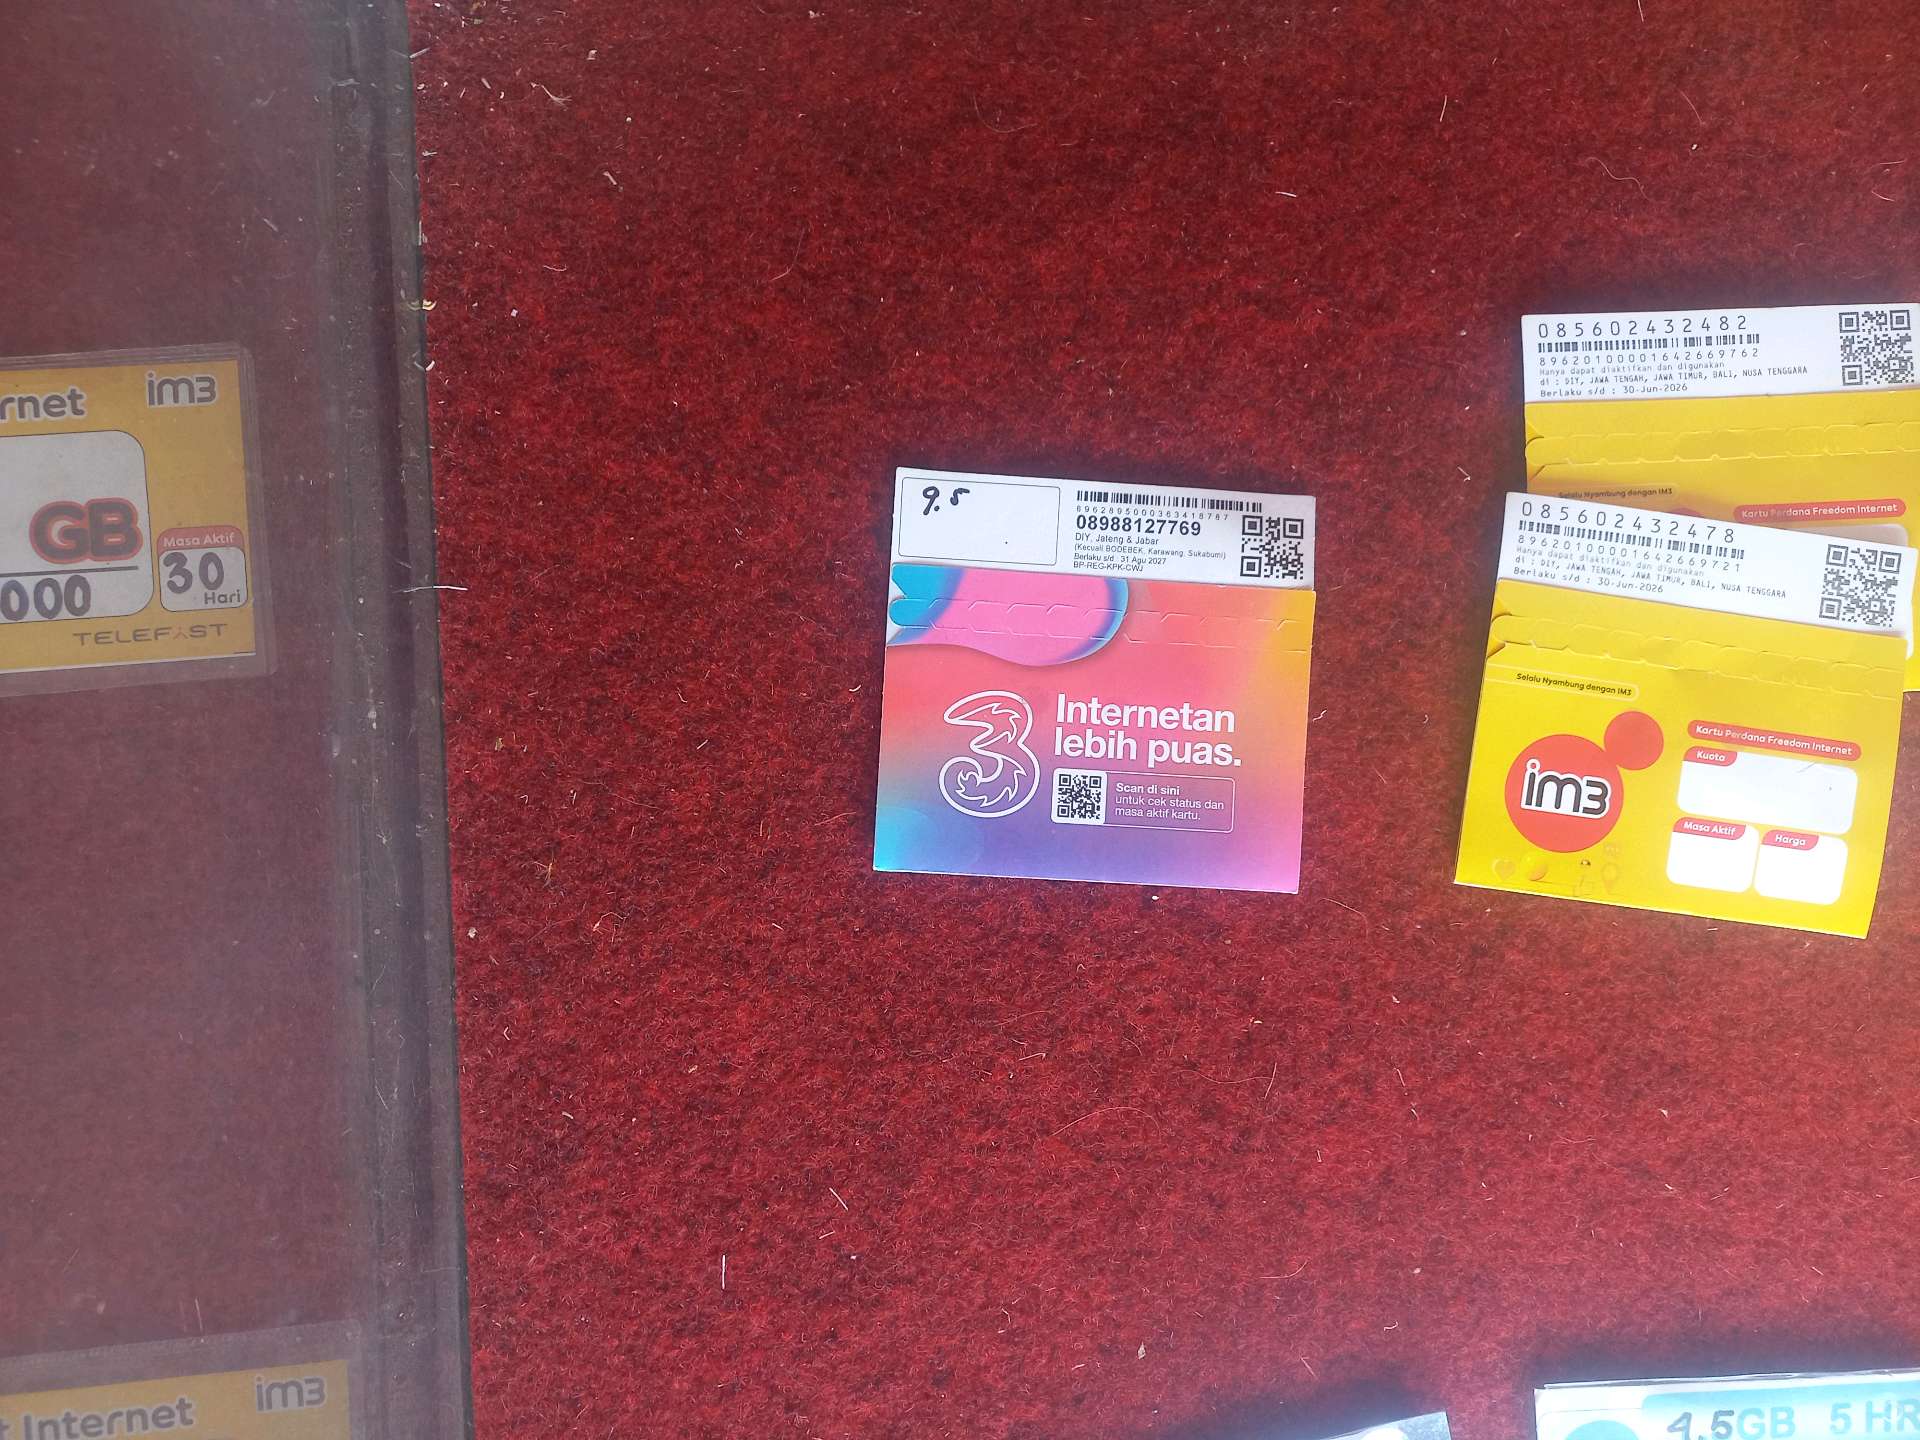 rnet
im3
GB
000
Masa Aktif
30
Hari
TELEFAST
t Internet
im3
9.5
8962895000363418767
08988127769
DIY, Jateng & Jabar
(Kecuali BODEBEK, Karawang, Sukabumi)
Berlaku s/d : 31 Agu 2027
BP-REG-KPK-CWJ
3
Internetan
lebih puas.
Scan di sini
untuk cek status dan
masa aktif kartu.
085602432482
89620100001642669762
Hanya dapat diaktifkan dan digunakan
di : DIY, JAWA TENGAH, JAWA TIMUR, BALI, NUSA TENGGARA
Berlaku s/d : 30-Jun-2026
Selalu Nyambung dengan IM3
Kartu Perdana Freedom Internet
085602432478
89620100001642669721
Hanya dapat diaktifkan dan digunakan
di : DIY, JAWA TENGAH, JAWA TIMUR, BALI, NUSA TENGGARA
Berlaku s/d : 30-Jun-2026
Selalu Nyambung dengan IM3
im3
Kartu Perdana Freedom Internet
Kuota
Masa Aktif
Harga
4.5GB 5 HR